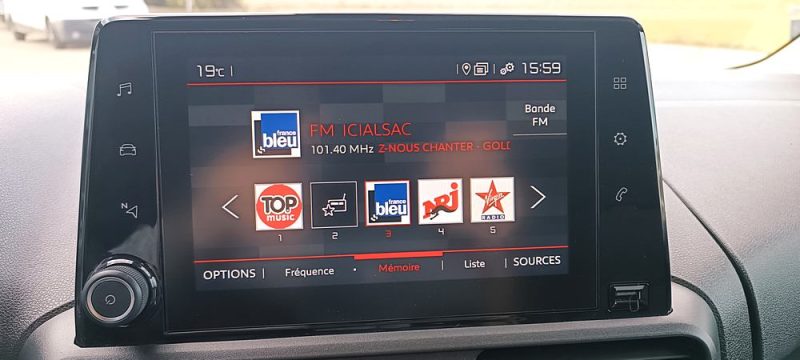 19°C
15:59
Bande
FM
france
bleu
FM ICIALSAC
101.40 MHz Z-NOUS CHANTER - GOLD
TOP
MUSIC
france
bleu
NRJ
Virgin
RADIO
1 2 3 4 5
OPTIONS Fréquence Mémoire Liste SOURCES
N